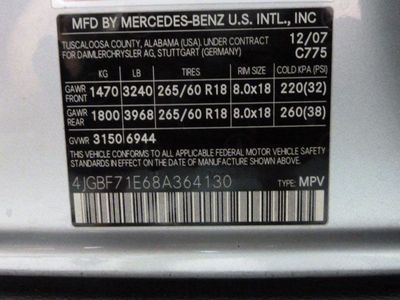 MFD BY MERCEDES-BENZ U.S. INTL., INC
TUSCALOOSA COUNTY, ALABAMA (USA). UNDER CONTRACT 12/07
FOR DAIMLERCHRYSLER AG, STUTTGART (GERMANY) C775
KG LB TIRES RIM SIZE COLD KPA (PSI)
GAWR FRONT 1470 3240 265/60 R18 8.0x18 220(32)
GAWR REAR 1800 3968 265/60 R18 8.0x18 260(38)
GVWR 3150 6944
THIS VEHICLE CONFORMS TO ALL APPLICABLE FEDERAL MOTOR VEHICLE SAFETY
STANDARDS IN EFFECT ON THE DATE OF MANUFACTURE SHOWN ABOVE.
4JGBF71E68A364130 TYPE: MPV